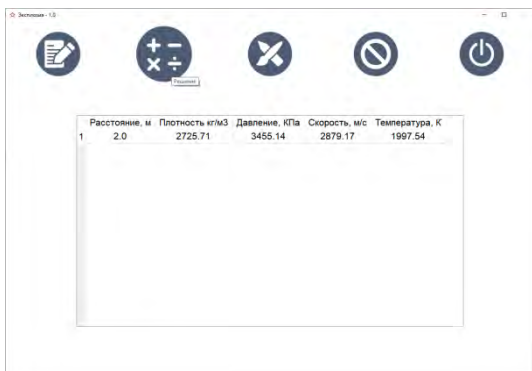 Экспловия - 1.0
Решение
Расстояние, м Плотность кг/м3 Давление, КПа Скорость, м/с Температура, К
1 2.0 2725.71 3455.14 2879.17 1997.54